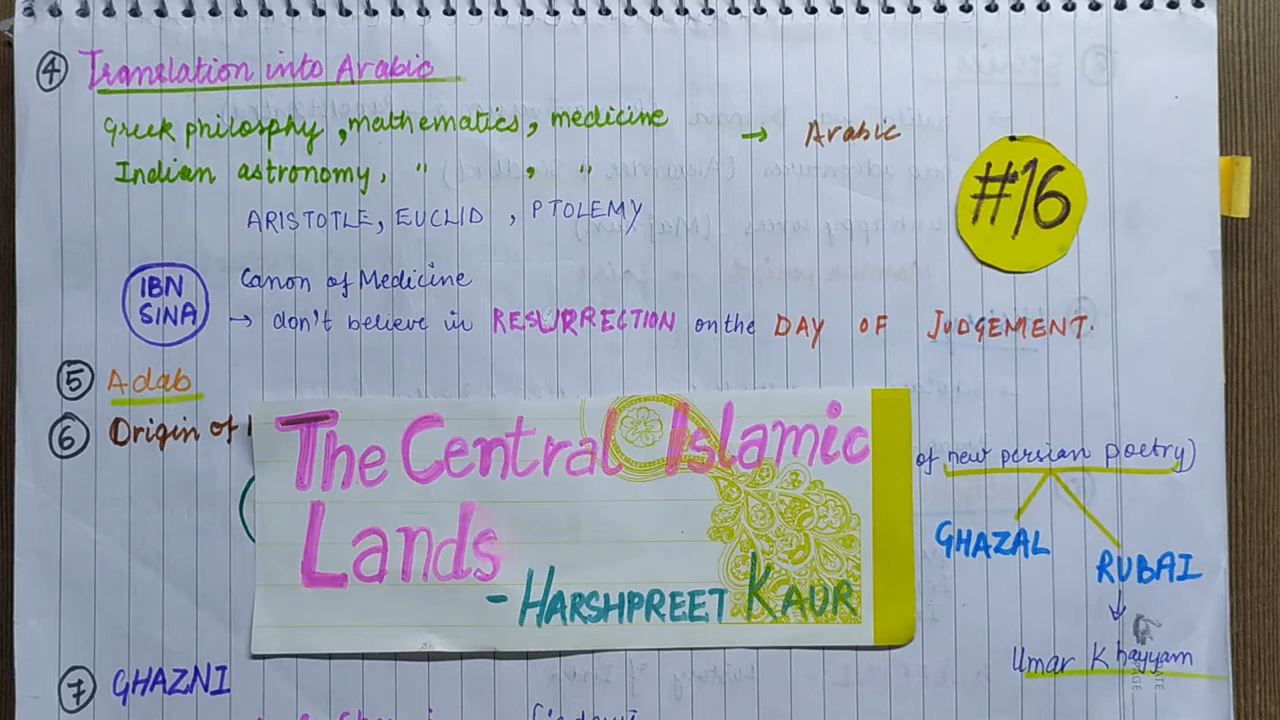 ④ Translation into Arabic
Greek philosphy, mathematics, medicine → Arabic
Indian astronomy, " , "
ARISTOTLE, EUCLID, PTOLEMY
#16
IBN SINA
Canon of Medicine
→ don't believe in RESURRECTION on the DAY OF JUDGEMENT.
⑤ Adab
⑥ Origin of
of new persian poetry)
The Central Islamic
Lands
- HARSHPREET KAUR
GHAZAL
RUBAI
↓
Umar Khayyam
⑦ GHAZNI